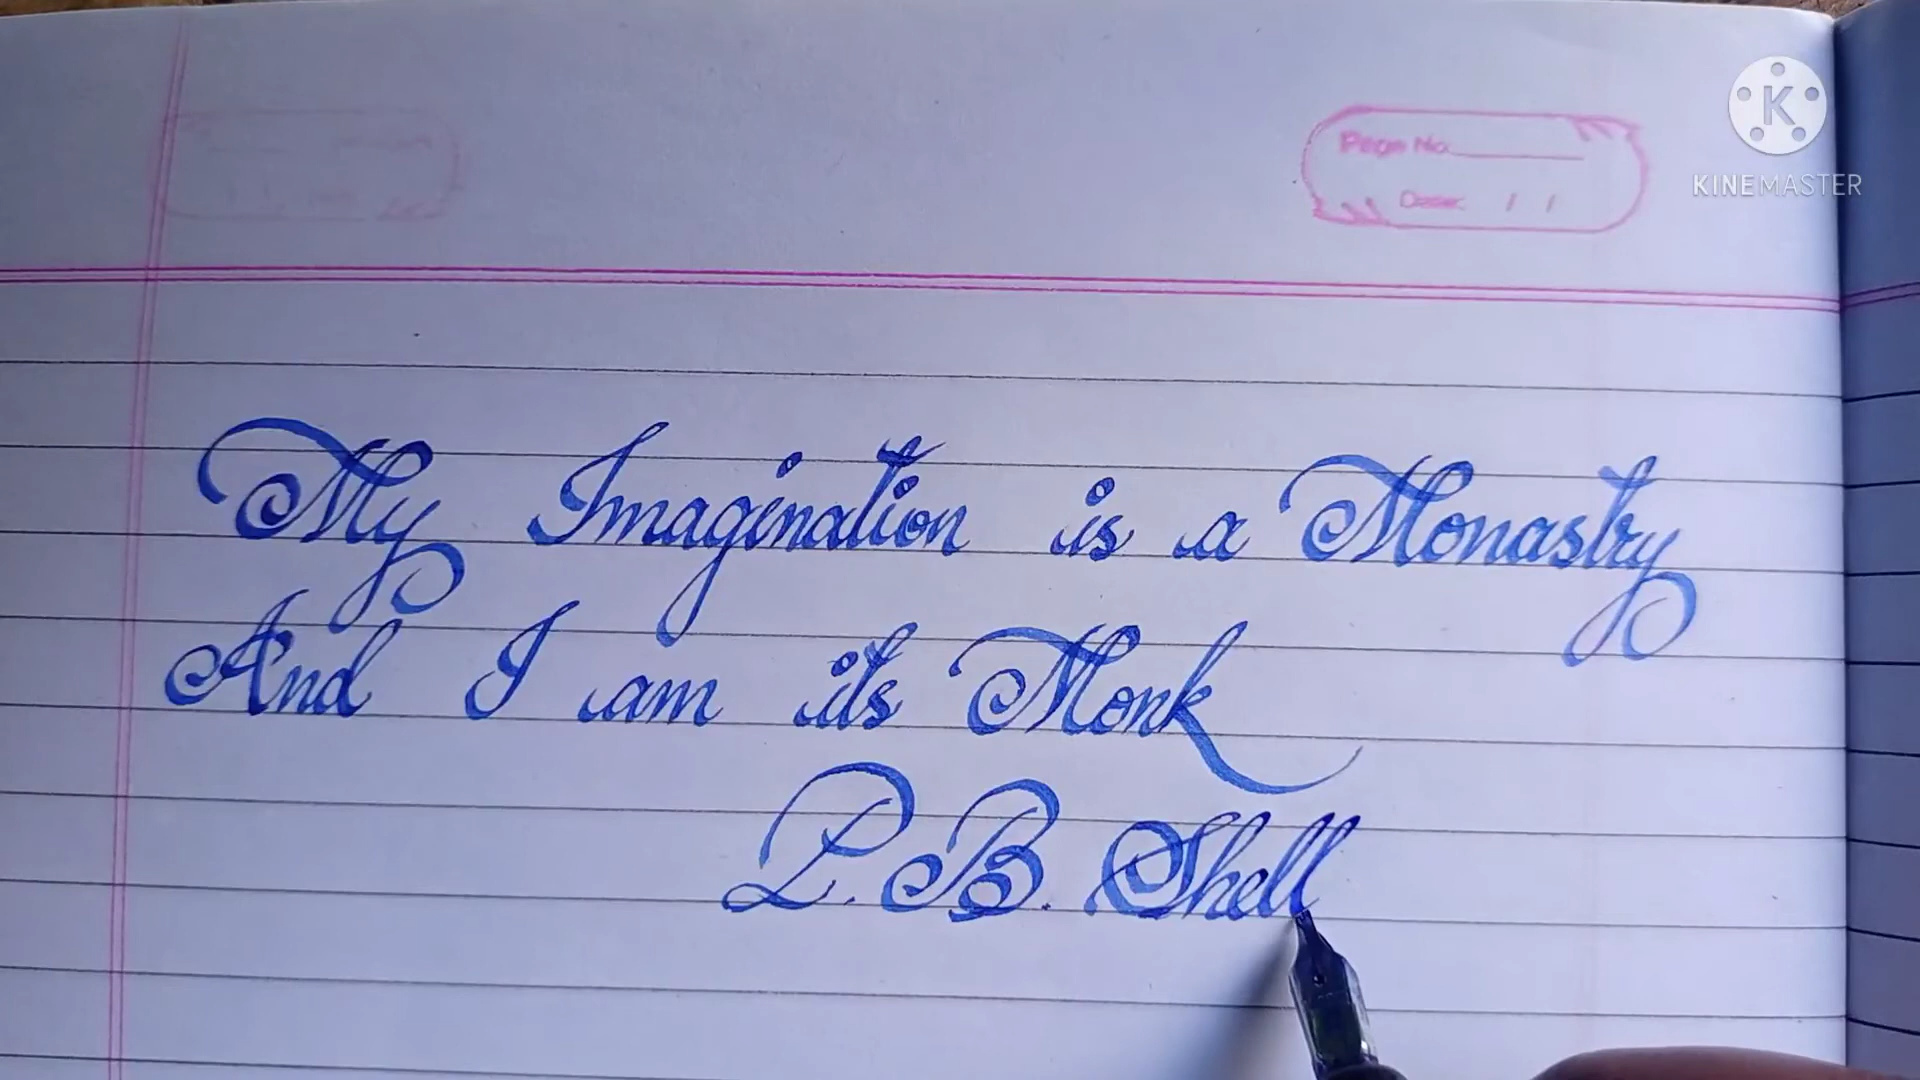 Page No.
Date: / /
KINEMASTER
My Imagination is a Monastry
And I am its Monk
P. B. Shell